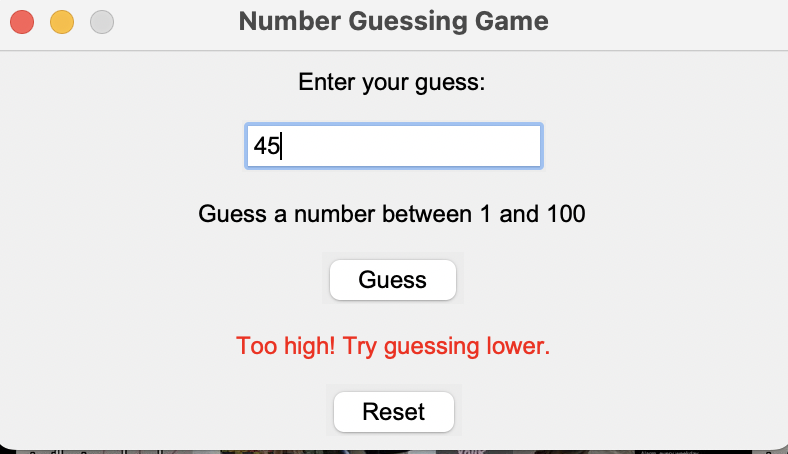 Number Guessing Game
Enter your guess:
45
Guess a number between 1 and 100
Guess
Too high! Try guessing lower.
Reset